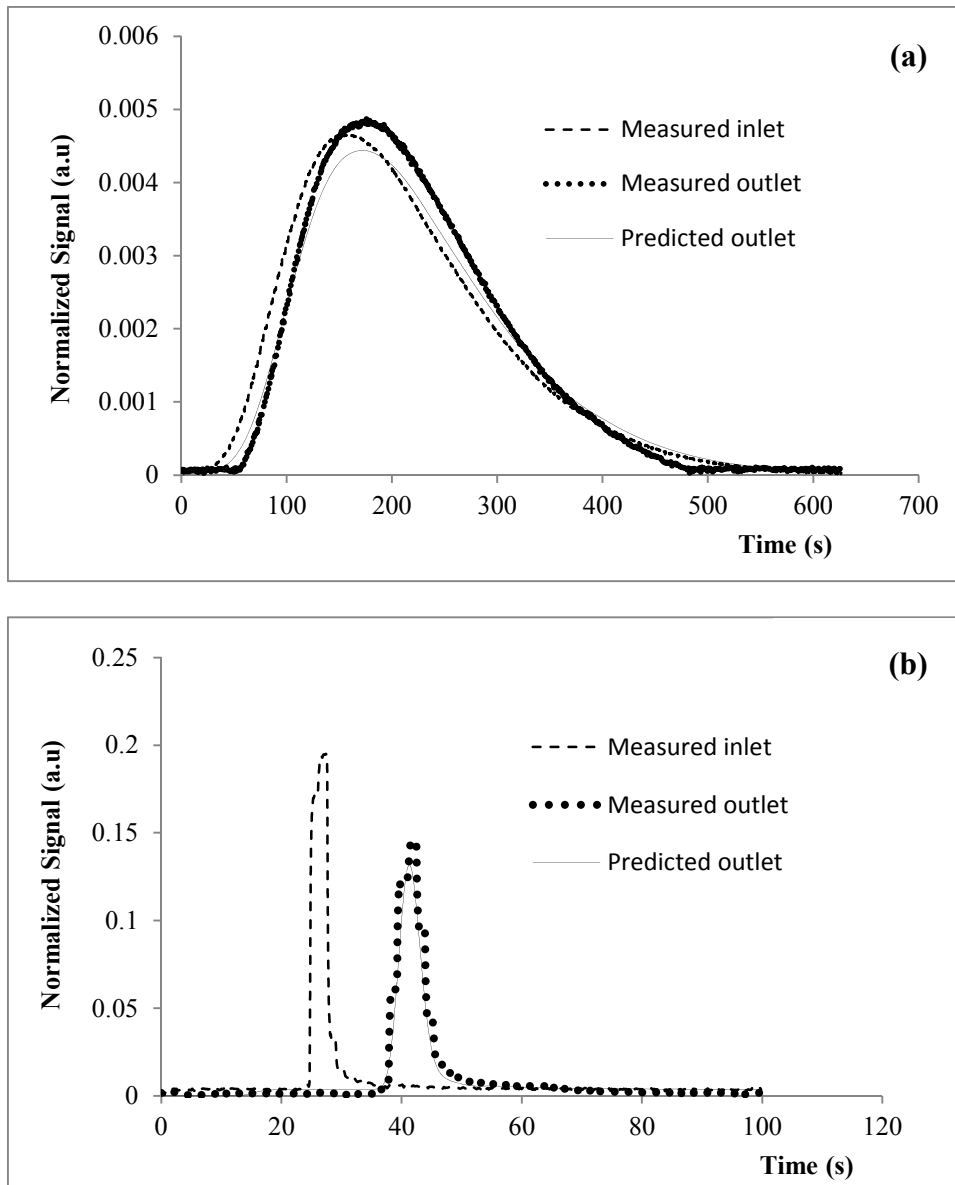 (a)
Normalized Signal (a.u)
0.006
0.005
0.004
0.003
0.002
0.001
0
0 100 200 300 400 500 600 700
Time (s)
Measured inlet
Measured outlet
Predicted outlet
(b)
Normalized Signal (a.u)
0.25
0.2
0.15
0.1
0.05
0
0 20 40 60 80 100 120
Time (s)
Measured inlet
Measured outlet
Predicted outlet